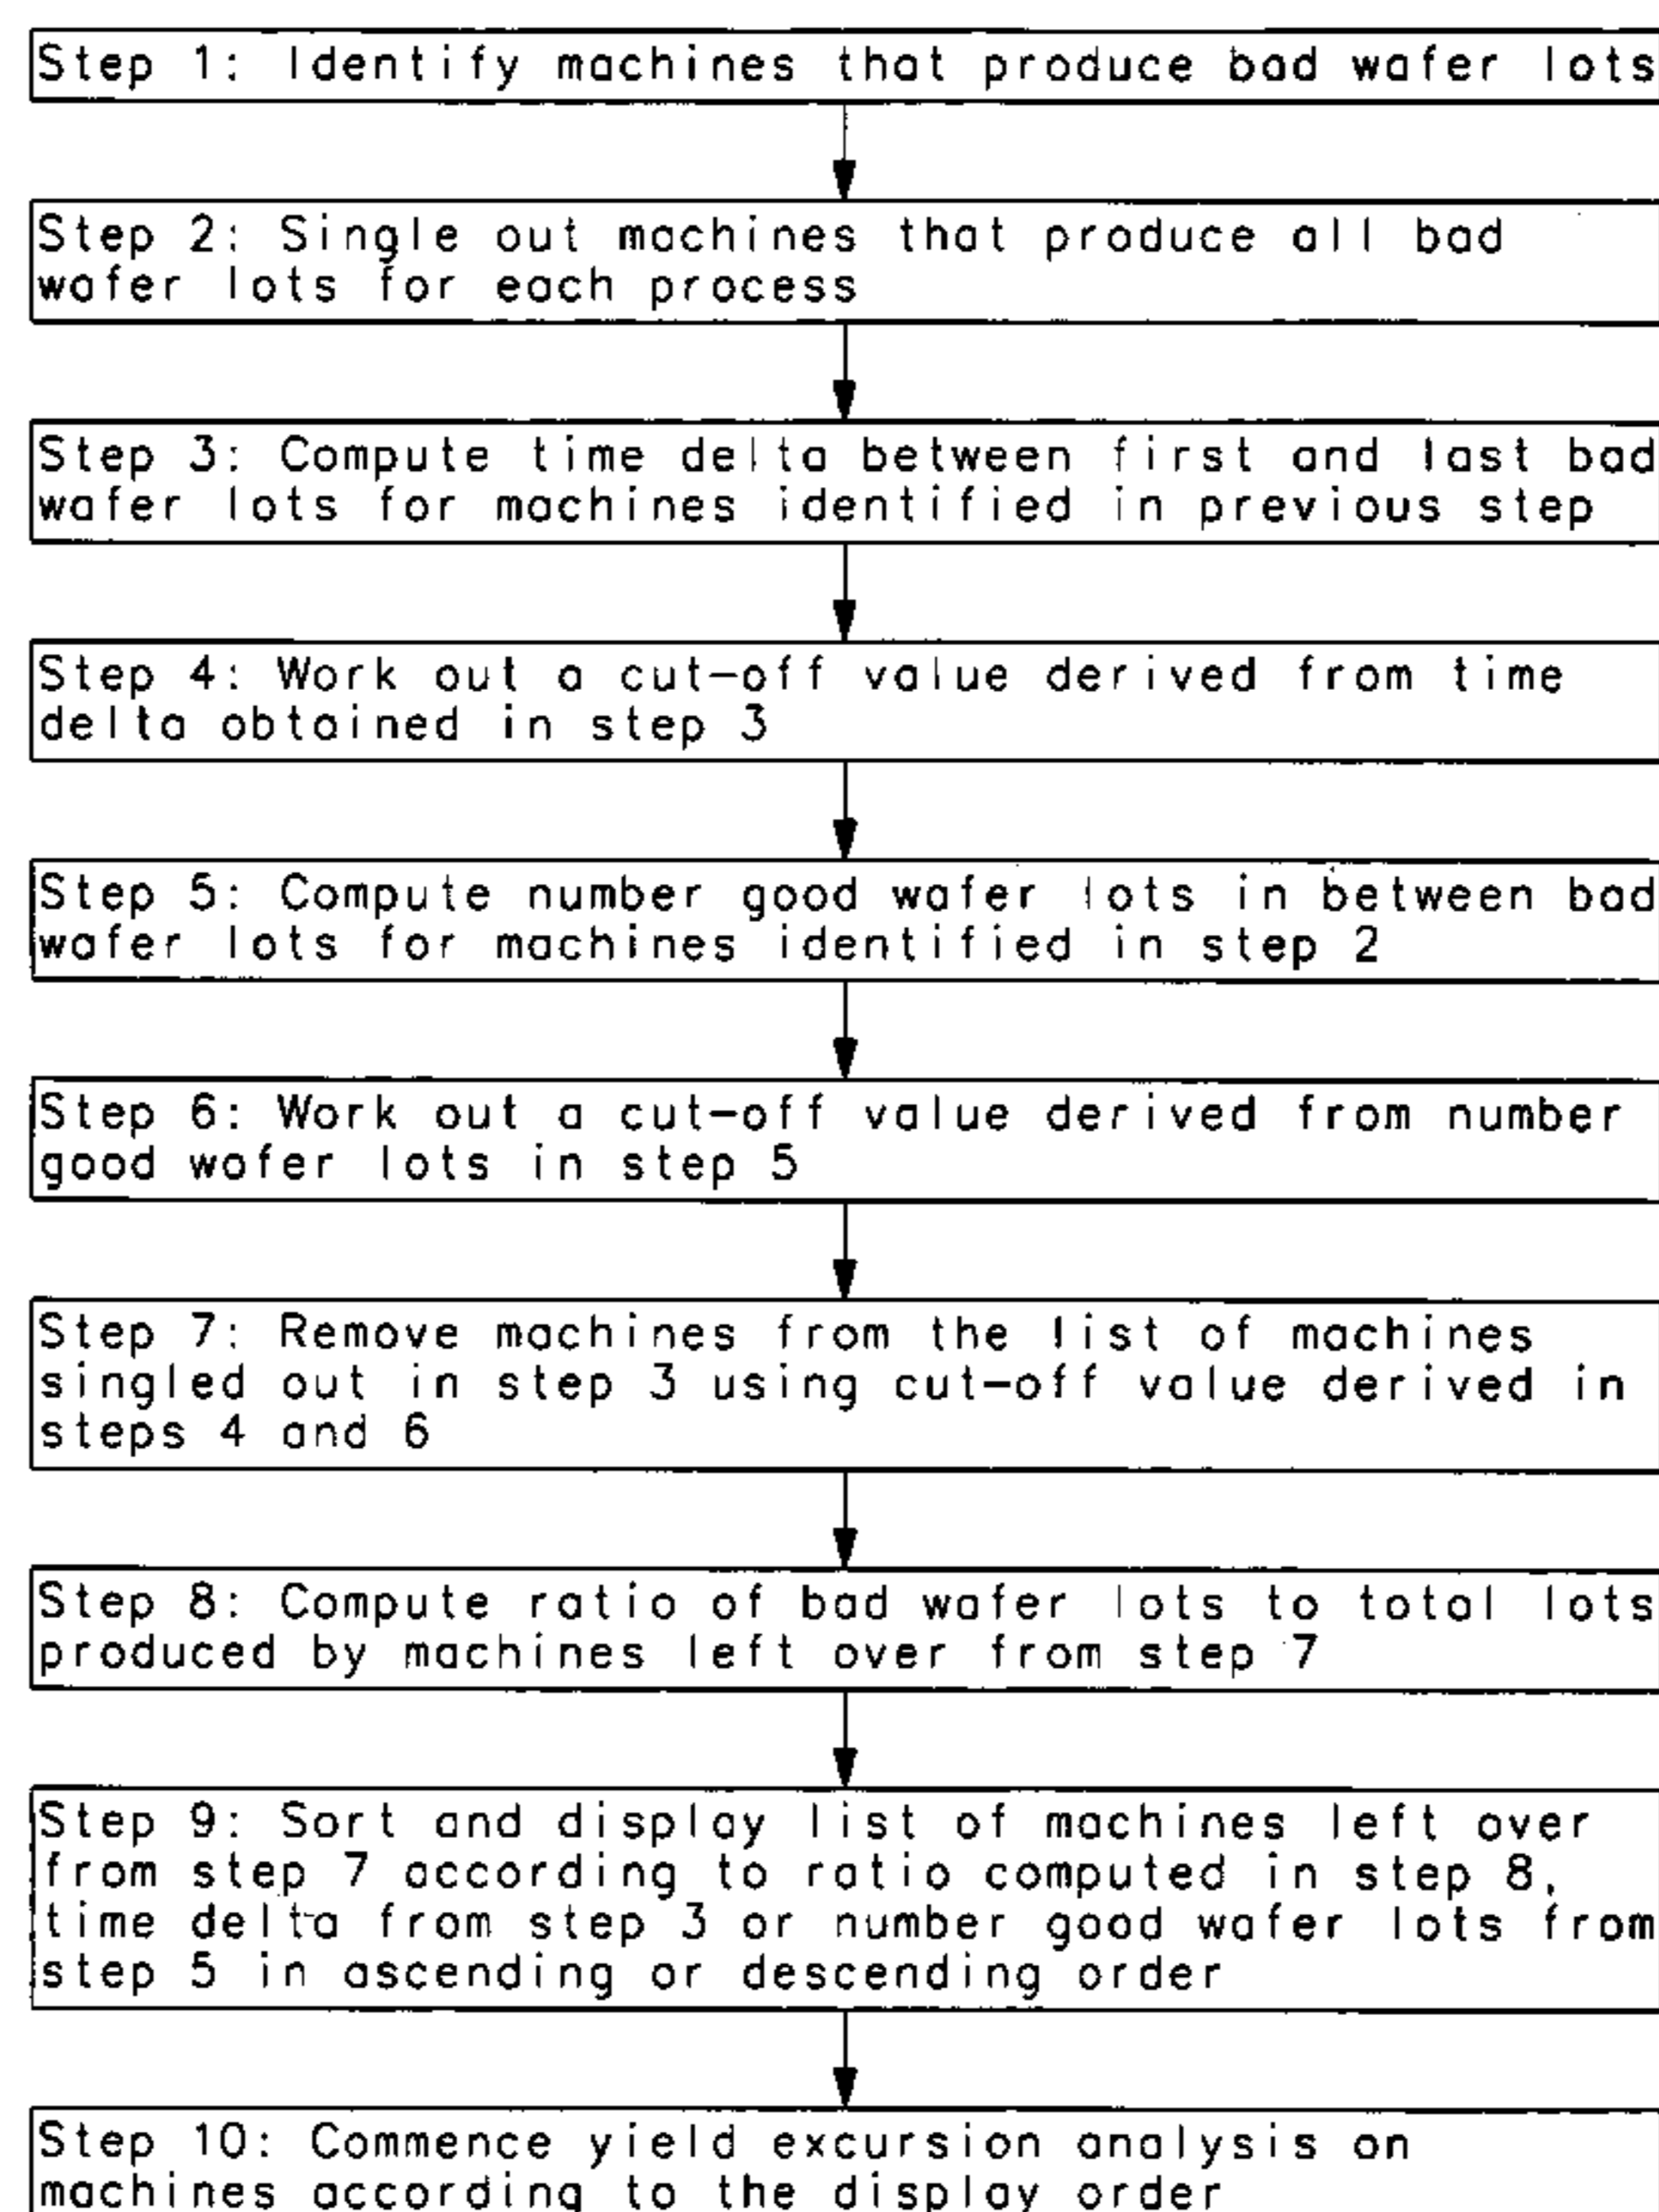 Step 1: Identify machines that produce bad wafer lots
Step 2: Single out machines that produce all bad
wafer lots for each process
Step 3: Compute time delta between first and last bad
wafer lots for machines identified in previous step
Step 4: Work out a cut-off value derived from time
delta obtained in step 3
Step 5: Compute number good wafer lots in between bad
wafer lots for machines identified in step 2
Step 6: Work out a cut-off value derived from number
good wafer lots in step 5
Step 7: Remove machines from the list of machines
singled out in step 3 using cut-off value derived in
steps 4 and 6
Step 8: Compute ratio of bad wafer lots to total lots
produced by machines left over from step 7
Step 9: Sort and display list of machines left over
from step 7 according to ratio computed in step 8,
time delta from step 3 or number good wafer lots from
step 5 in ascending or descending order
Step 10: Commence yield excursion analysis on
machines according to the display order